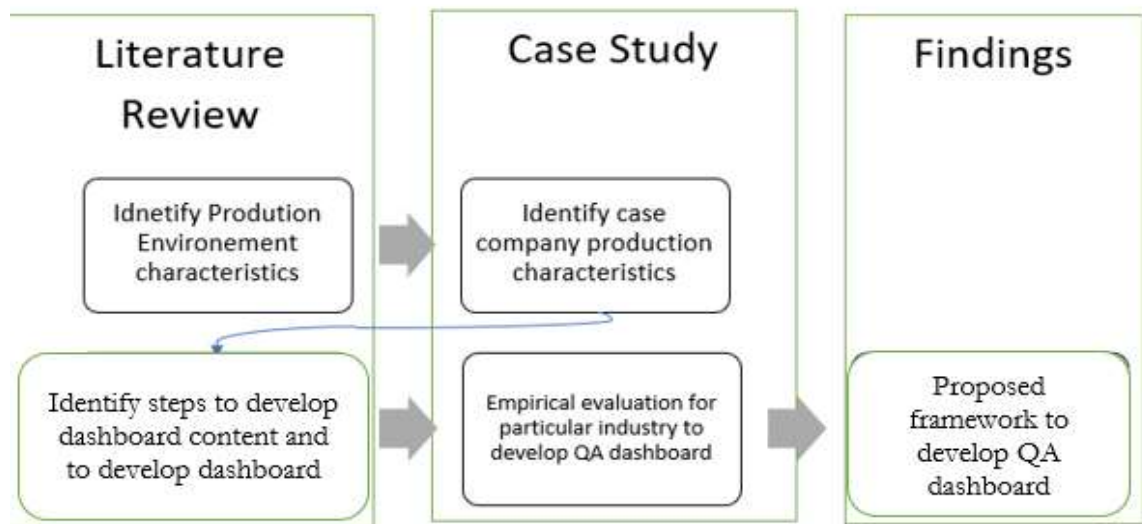 Literature
Review
Idnetify Prodution
Environement
characteristics
Identify steps to develop
dashboard content and
to develop dashboard
Case Study
Identify case
company production
characteristics
Empirical evaluation for
particular industry to
develop QA dashboard
Findings
Proposed
framework to
develop QA
dashboard